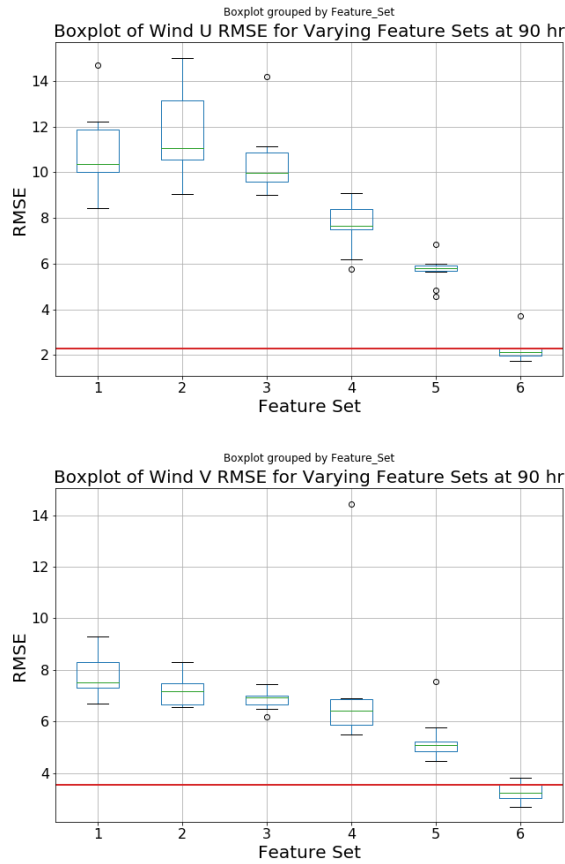 Boxplot grouped by Feature_Set
Boxplot of Wind U RMSE for Varying Feature Sets at 90 hr
14
12
10
8
6
4
2
RMSE
1 2 3 4 5 6
Feature Set
Boxplot grouped by Feature_Set
Boxplot of Wind V RMSE for Varying Feature Sets at 90 hr
14
12
10
8
6
4
RMSE
1 2 3 4 5 6
Feature Set